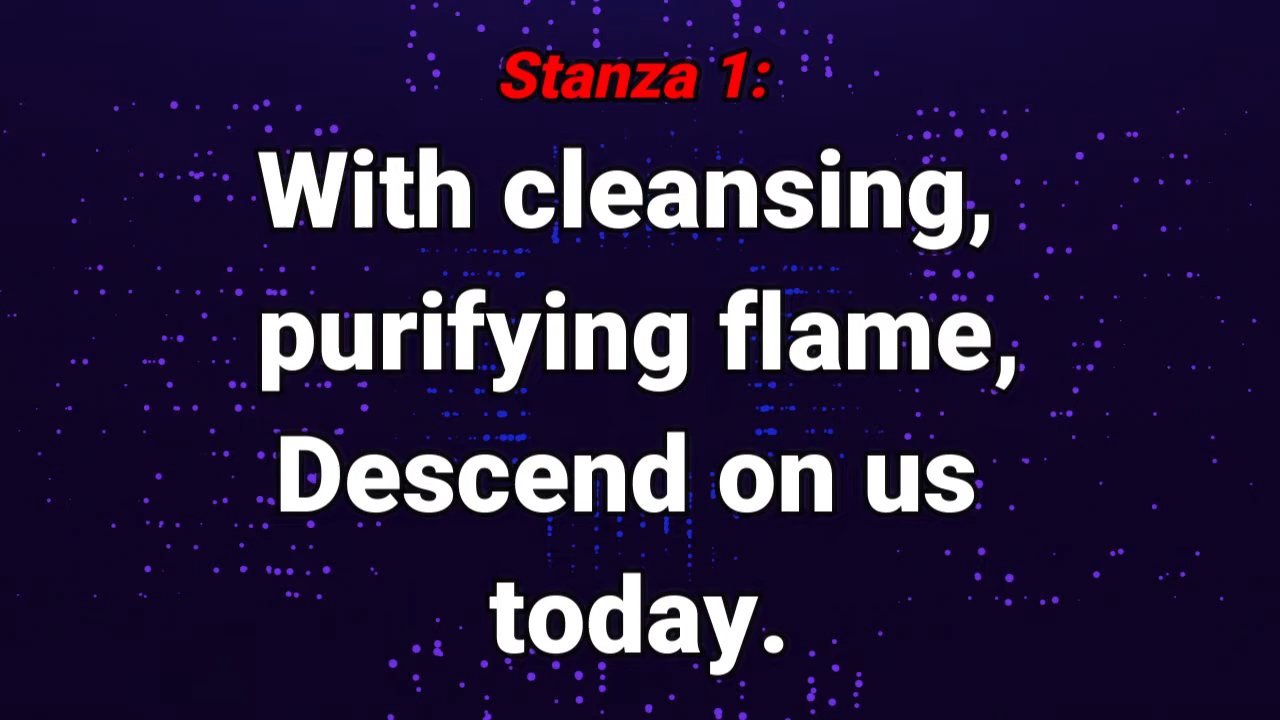 Stanza 1:
With cleansing,
purifying flame,
Descend on us
today.